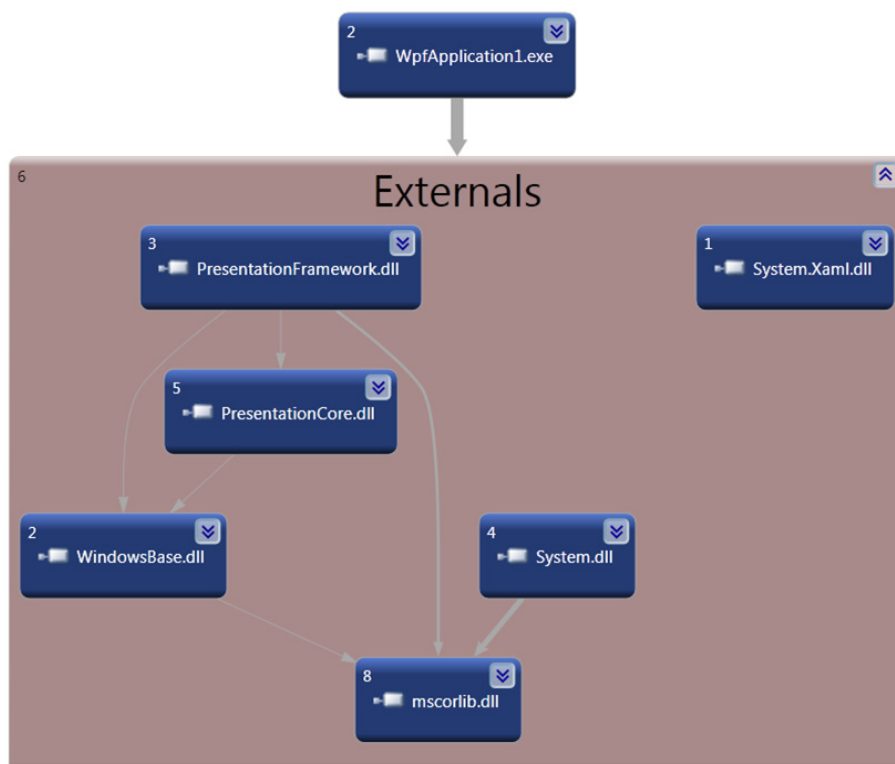 2
WpfApplication1.exe
6
Externals
3
PresentationFramework.dll
1
System.Xaml.dll
5
PresentationCore.dll
2
WindowsBase.dll
4
System.dll
8
mscorlib.dll